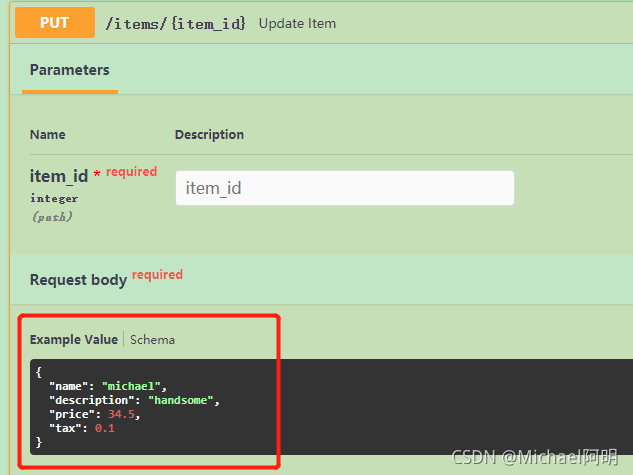 PUT /items/{item_id} Update Item
Parameters
Name Description
item_id * required
integer
(path)
item_id
Request body required
Example Value Schema
{
"name": "michael",
"description": "handsome",
"price": 34.5,
"tax": 0.1
}
CSDN @Michael阿明